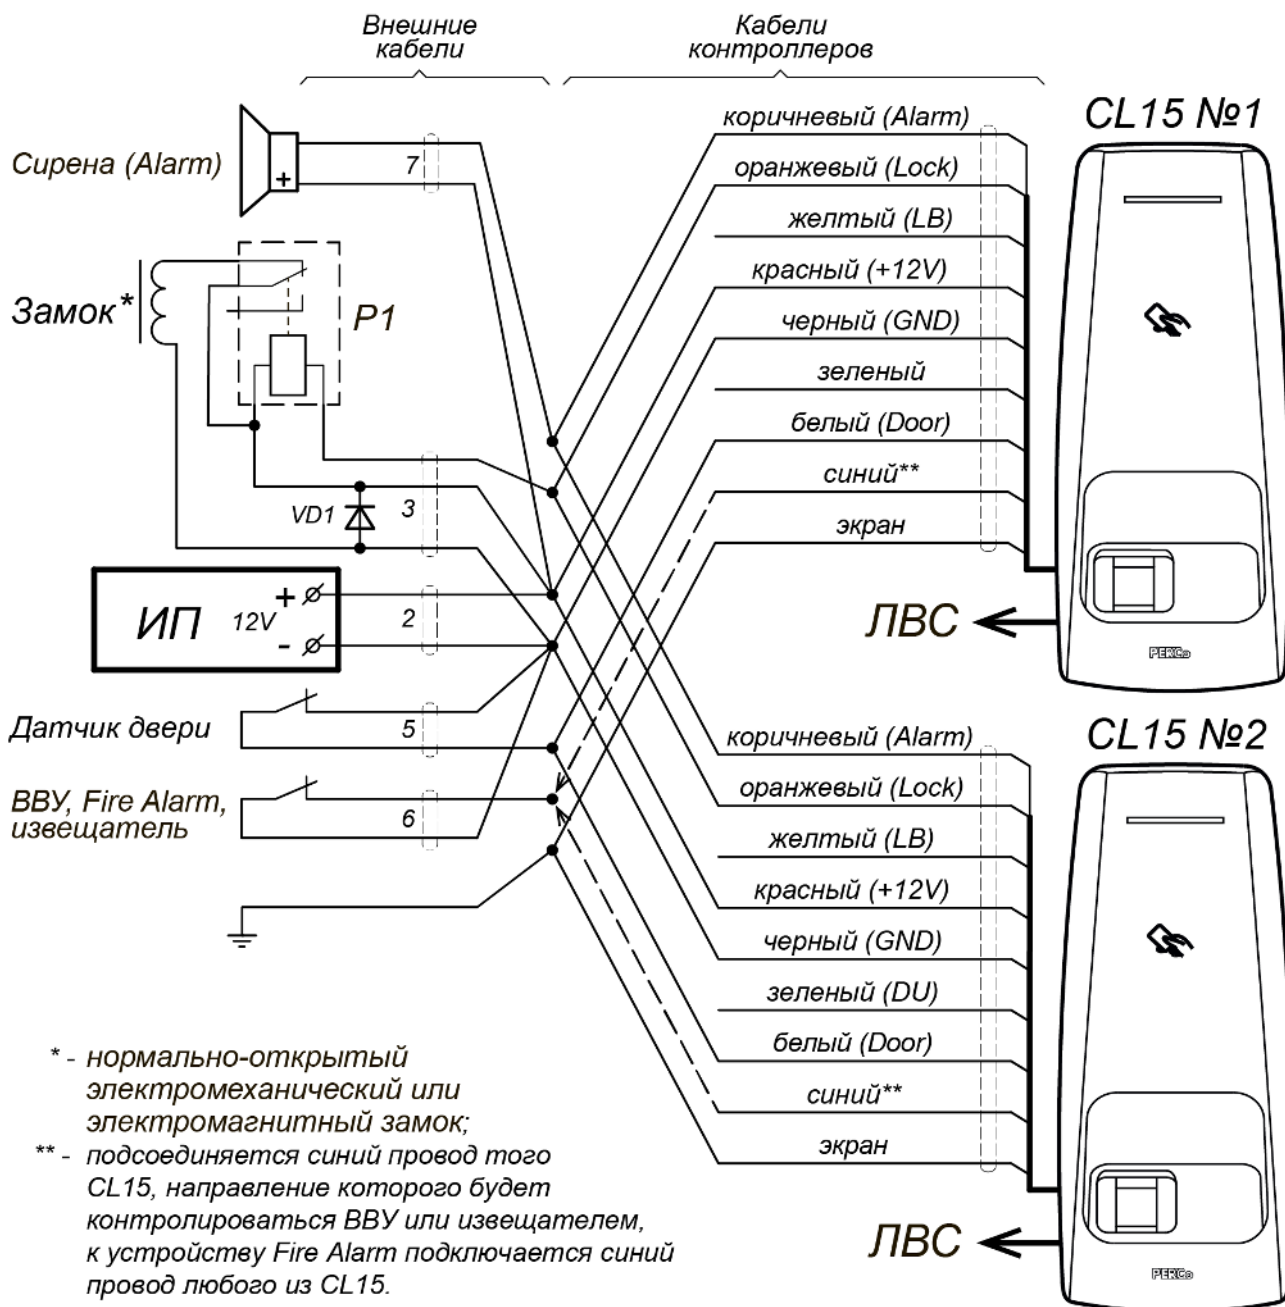 Внешние
кабели
Кабели
контроллеров
CL15 №1
Сирена (Alarm)
+
7
коричневый (Alarm)
оранжевый (Lock)
желтый (LB)
красный (+12V)
черный (GND)
зеленый
белый (Door)
синий**
экран
Замок*
P1
VD1
3
ИП
12V
+
-
2
ЛВС
PERCo
Датчик двери
5
ВВУ, Fire Alarm,
извещатель
6
CL15 №2
коричневый (Alarm)
оранжевый (Lock)
желтый (LB)
красный (+12V)
черный (GND)
зеленый (DU)
белый (Door)
синий**
экран
ЛВС
PERCo
* - нормально-открытый
электромеханический или
электромагнитный замок;
** - подсоединяется синий провод того
CL15, направление которого будет
контролироваться ВВУ или извещателем,
к устройству Fire Alarm подключается синий
провод любого из CL15.